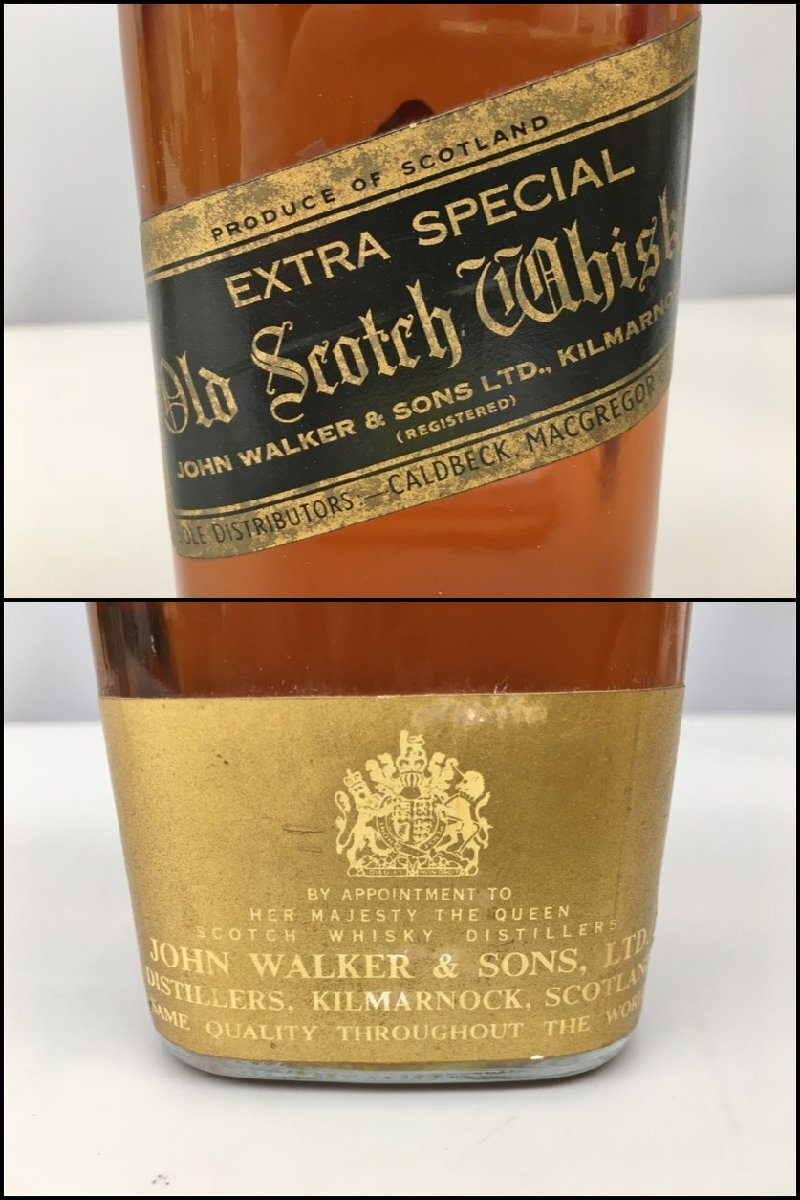 PRODUCE OF SCOTLAND
EXTRA SPECIAL
Old Scotch Whisk
JOHN WALKER & SONS LTD., KILMARNO
(REGISTERED)
SOLE DISTRIBUTORS:—CALDBECK, MACGREGOR
BY APPOINTMENT TO
HER MAJESTY THE QUEEN
SCOTCH WHISKY DISTILLERS
JOHN WALKER & SONS, LTD.
DISTILLERS, KILMARNOCK, SCOTLAN
SAME QUALITY THROUGHOUT THE WOR